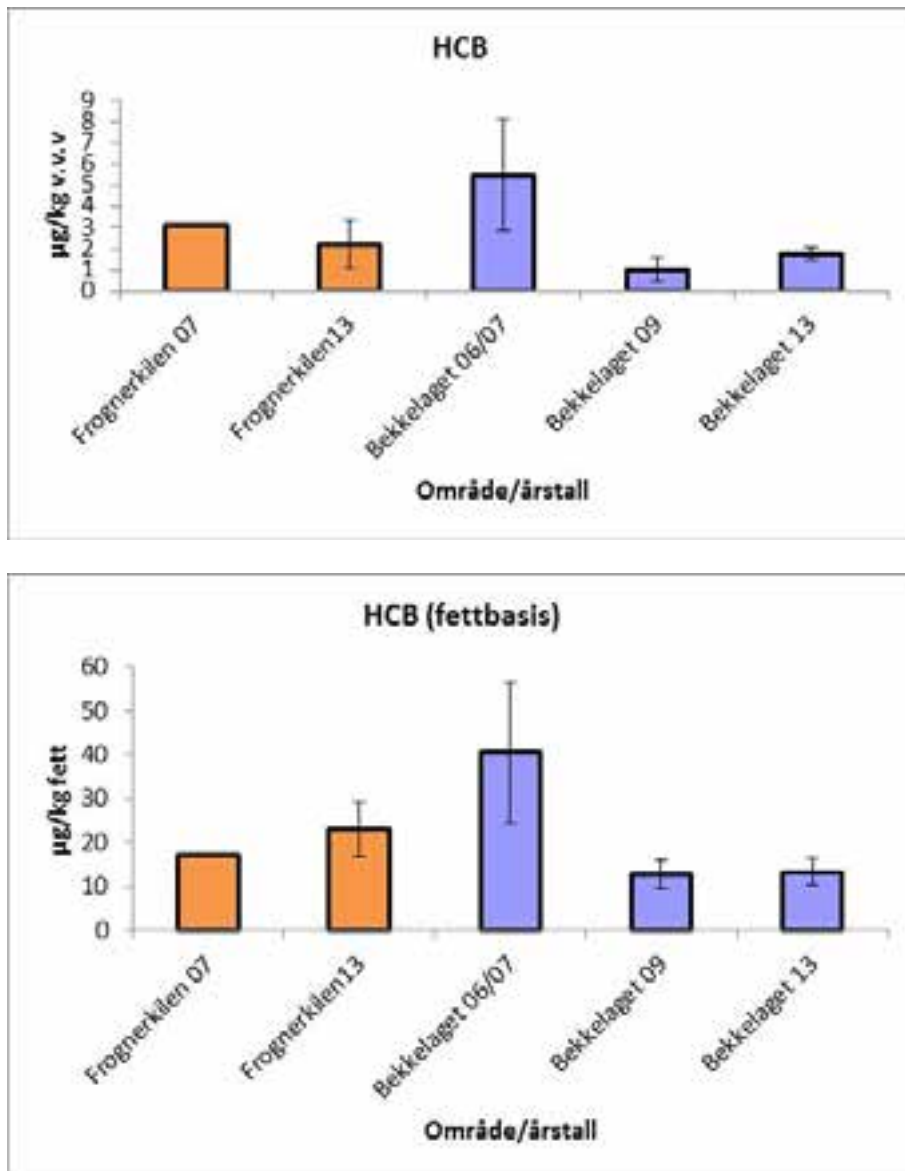 HCB
µg/kg v.v.v
9
8
7
6
5
4
3
2
1
0
Frognerkilen 07
Frognerkilen13
Bekkelaget 06/07
Bekkelaget 09
Bekkelaget 13
Område/årstall
HCB (fettbasis)
µg/kg fett
60
50
40
30
20
10
0
Frognerkilen 07
Frognerkilen13
Bekkelaget 06/07
Bekkelaget 09
Bekkelaget 13
Område/årstall